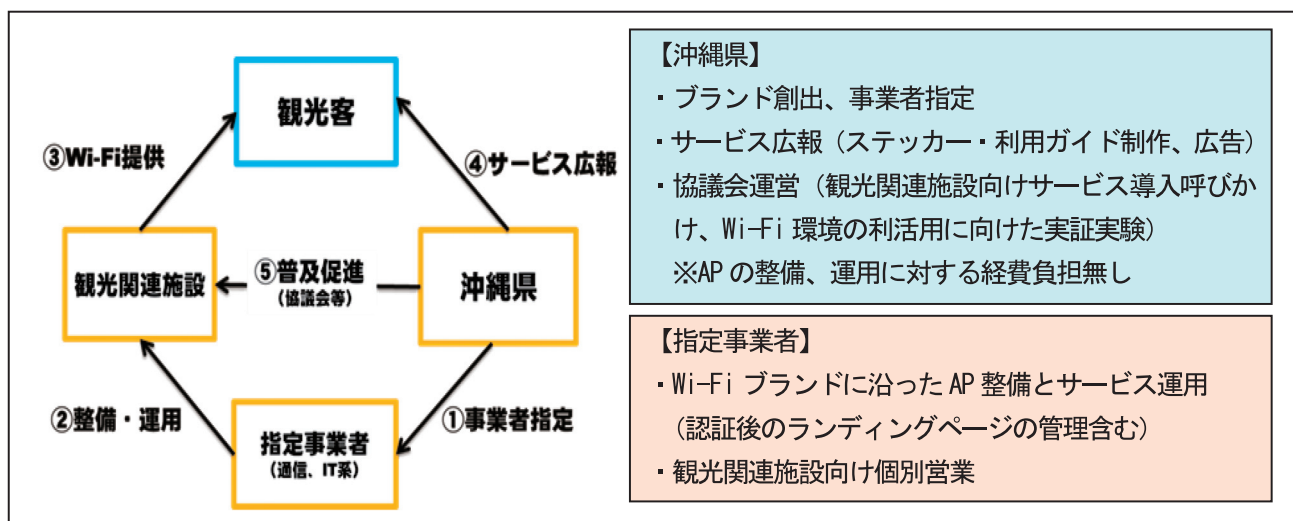 観光客
③Wi-Fi提供
④サービス広報
観光関連施設
⑤普及促進
(協議会等)
沖縄県
②整備・運用
①事業者指定
指定事業者
(通信、IT系)
【沖縄県】
・ブランド創出、事業者指定
・サービス広報（ステッカー・利用ガイド制作、広告）
・協議会運営（観光関連施設向けサービス導入呼びか
け、Wi-Fi 環境の利活用に向けた実証実験）
※AP の整備、運用に対する経費負担無し
【指定事業者】
・Wi-Fi ブランドに沿った AP 整備とサービス運用
（認証後のランディングページの管理含む）
・観光関連施設向け個別営業